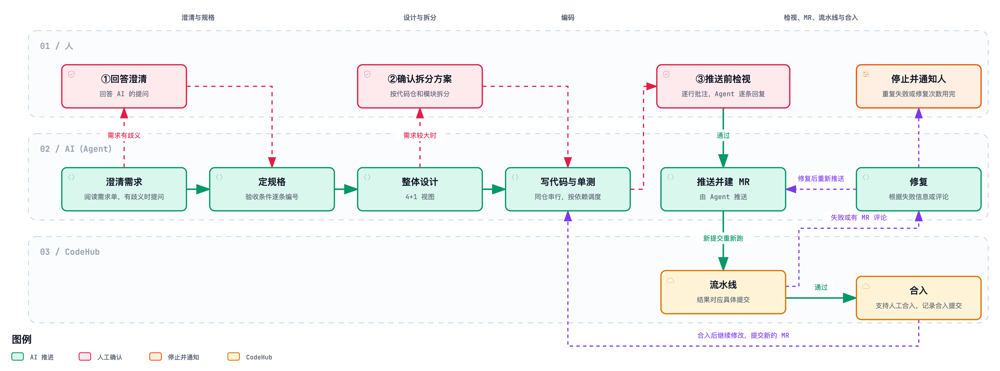 澄清与规格
设计与拆分
编码
检视、MR、流水线与合入
01 / 人
①回答澄清
回答 AI 的提问
②确认拆分方案
按代码仓和模块拆分
③推送前检视
逐行批注, Agent 逐条回复
停止并通知人
重复失败或修复次数用完
需求有歧义
需求较大时
通过
02 / AI (Agent)
澄清需求
阅读需求单, 有歧义时提问
定规格
验收条件逐条编号
整体设计
4+1 视图
写代码与单测
同仓串行, 按依赖调度
推送并建 MR
由 Agent 推送
修复后重新推送
修复
根据失败信息或评论
失败或有 MR 评论
新提交重新跑
03 / CodeHub
流水线
结果对应具体提交
通过
合入
支持人工合入, 记录合入提交
合入后继续修改, 提交新的 MR
图例
AI 推进
人工确认
停止并通知
CodeHub